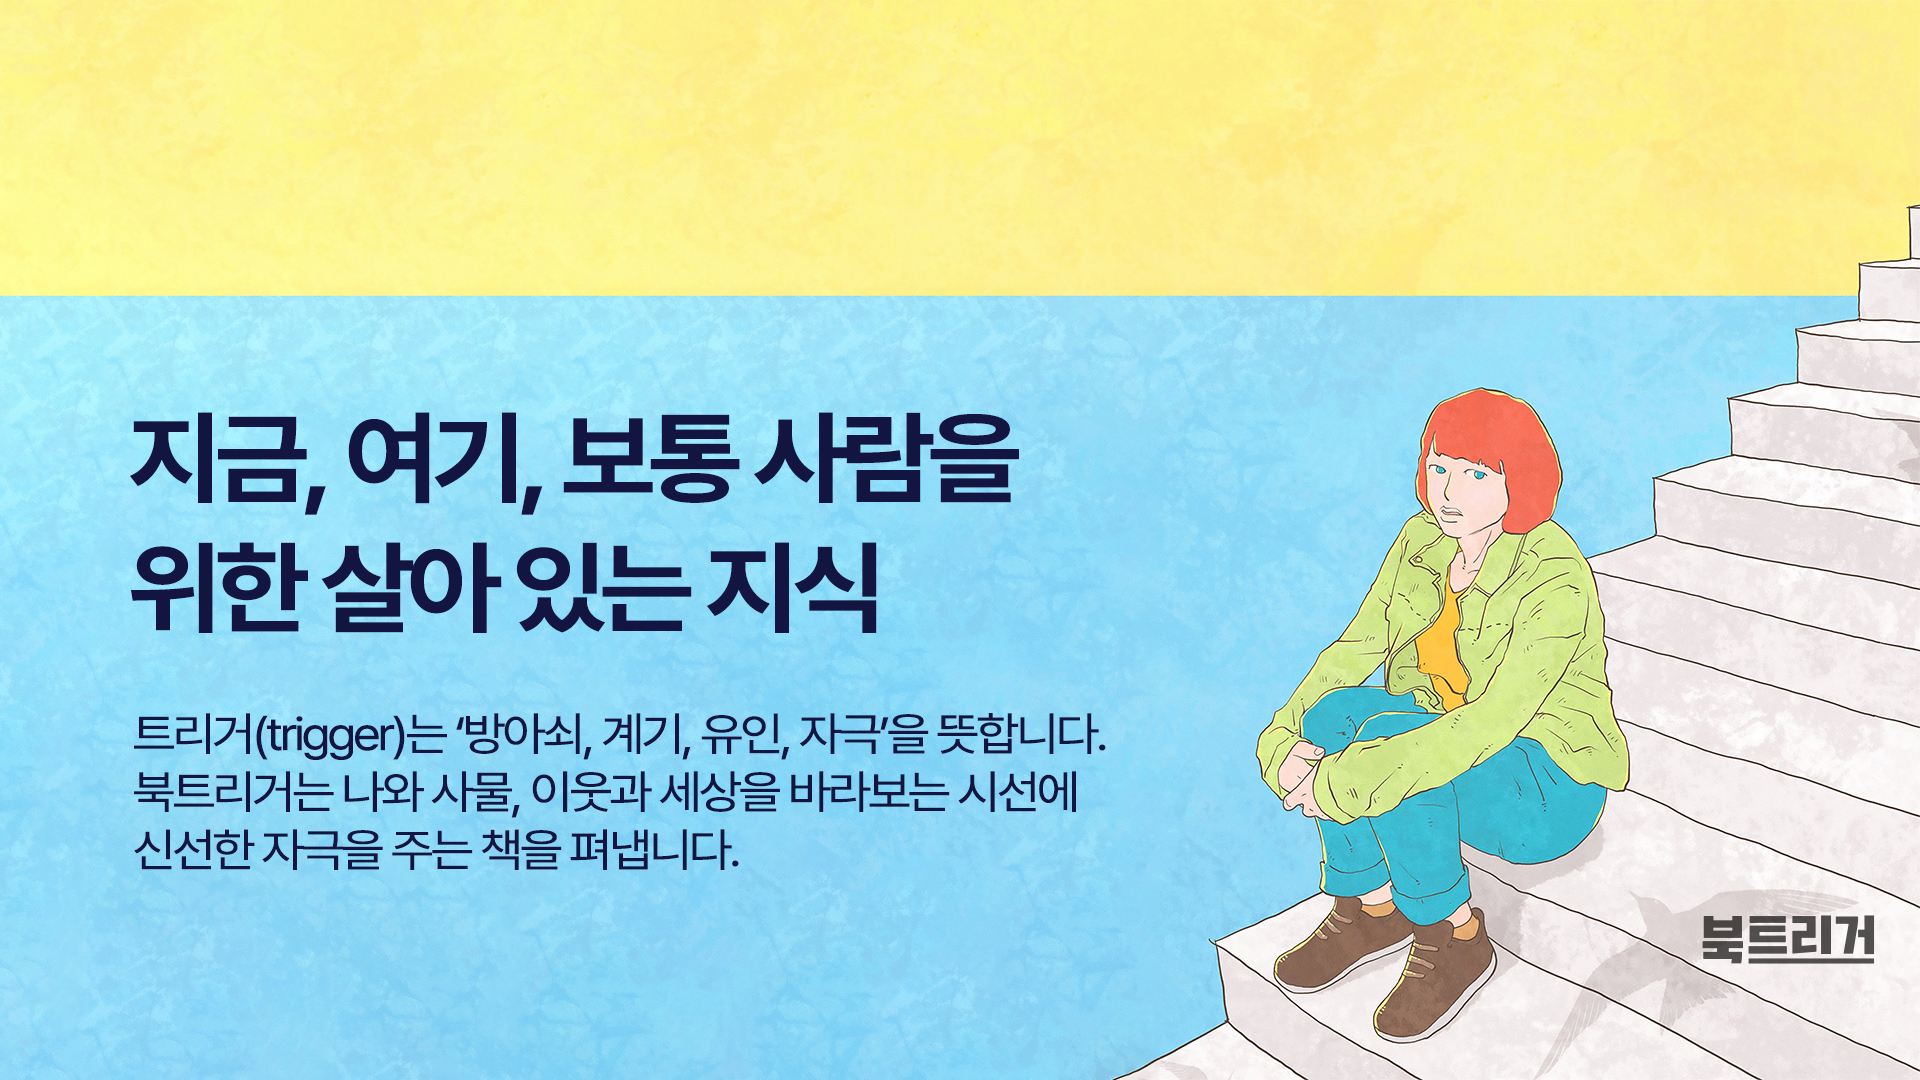 지금, 여기, 보통 사람을
위한 살아 있는 지식
트리거(trigger)는 ‘방아쇠, 계기, 유인, 자극’을 뜻합니다.
북트리거는 나와 사물, 이웃과 세상을 바라보는 시선에
신선한 자극을 주는 책을 펴냅니다.
북트리거